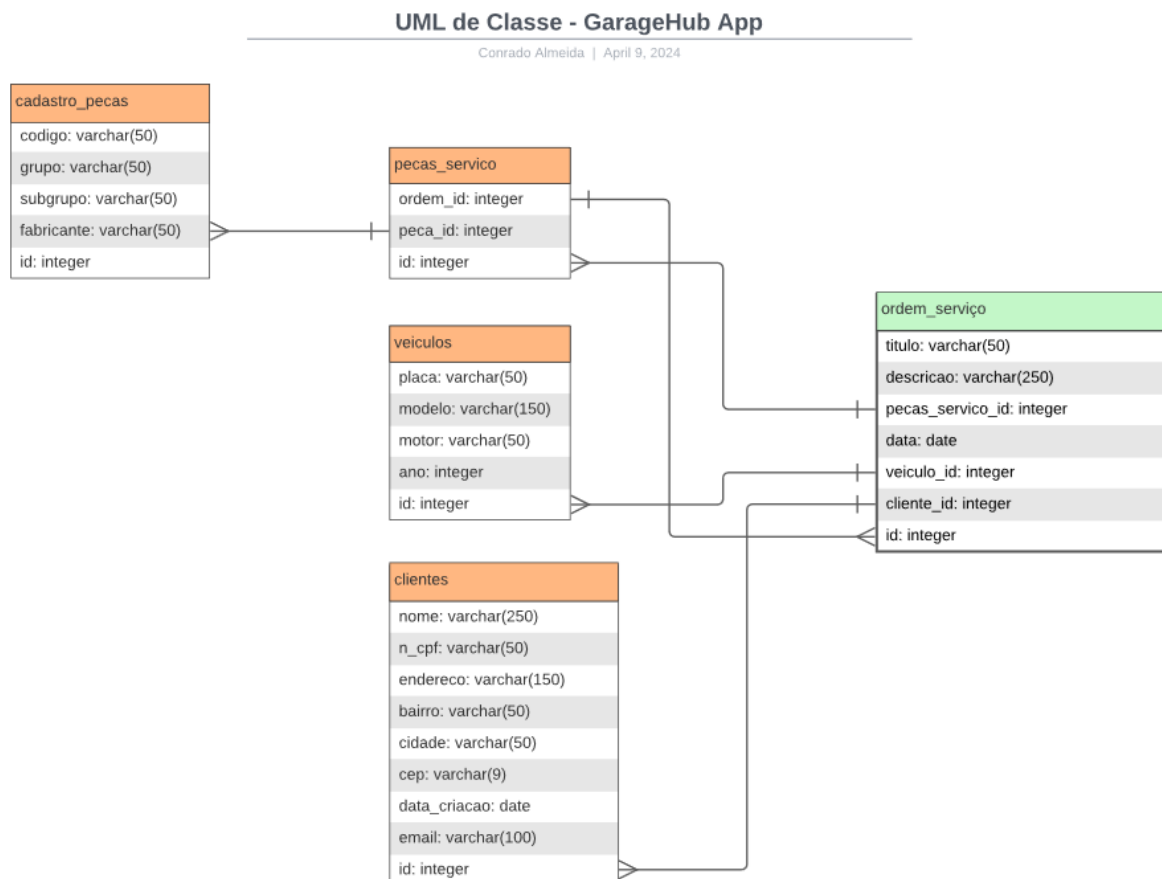 UML de Classe - GarageHub App
Conrado Almeida | April 9, 2024
cadastro_pecas
codigo: varchar(50)
grupo: varchar(50)
subgrupo: varchar(50)
fabricante: varchar(50)
id: integer
pecas_servico
ordem_id: integer
peca_id: integer
id: integer
veiculos
placa: varchar(50)
modelo: varchar(150)
motor: varchar(50)
ano: integer
id: integer
clientes
nome: varchar(250)
n_cpf: varchar(50)
endereco: varchar(150)
bairro: varchar(50)
cidade: varchar(50)
cep: varchar(9)
data_criacao: date
email: varchar(100)
id: integer
ordem_serviço
titulo: varchar(50)
descricao: varchar(250)
pecas_servico_id: integer
data: date
veiculo_id: integer
cliente_id: integer
id: integer